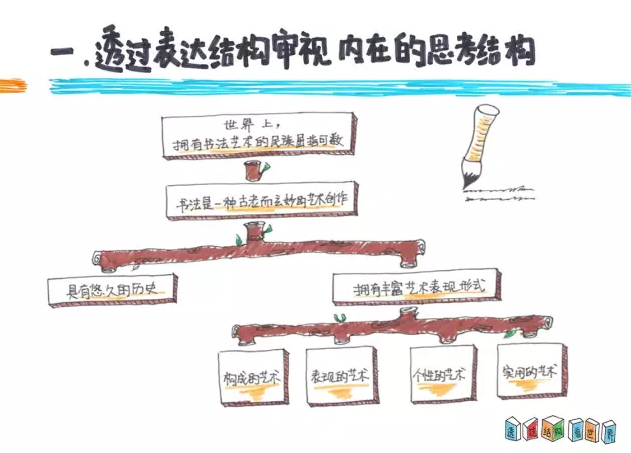 一.透过表达结构审视内在的思考结构
世界上,
拥有书法艺术的民族屈指可数
书法是一种古老而玄妙的艺术创作
具有悠久的历史
拥有丰富艺术表现形式
构成的艺术
表现的艺术
个性的艺术
实用的艺术
透过结构看世界